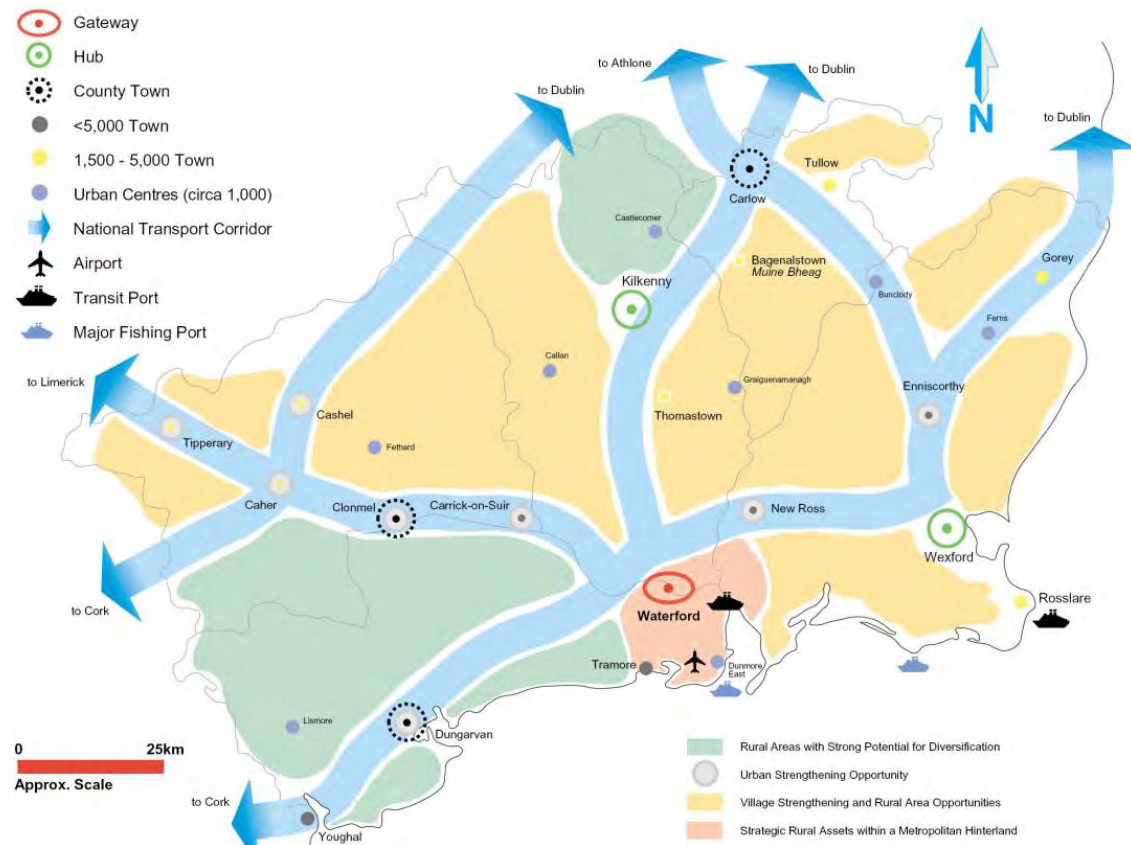 Gateway
Hub
County Town
<5,000 Town
1,500 - 5,000 Town
Urban Centres (circa 1,000)
National Transport Corridor
Airport
Transit Port
Major Fishing Port
to Athlone
to Dublin
to Dublin
to Dublin
N
Tullow
Carlow
Castlecomer
Bagenalstown
Muine Bheag
Kilkenny
Gorey
Bunclody
Ferns
to Limerick
Callan
Graiguenamanagh
Enniscorthy
Cashel
Thomastown
Tipperary
Fethard
Caher
Clonmel
Carrick-on-Suir
New Ross
Wexford
to Cork
Waterford
Rosslare
Tramore
Dunmore
East
Lismore
Dungarvan
0
25km
Approx. Scale
to Cork
Youghal
Rural Areas with Strong Potential for Diversification
Urban Strengthening Opportunity
Village Strengthening and Rural Area Opportunities
Strategic Rural Assets within a Metropolitan Hinterland